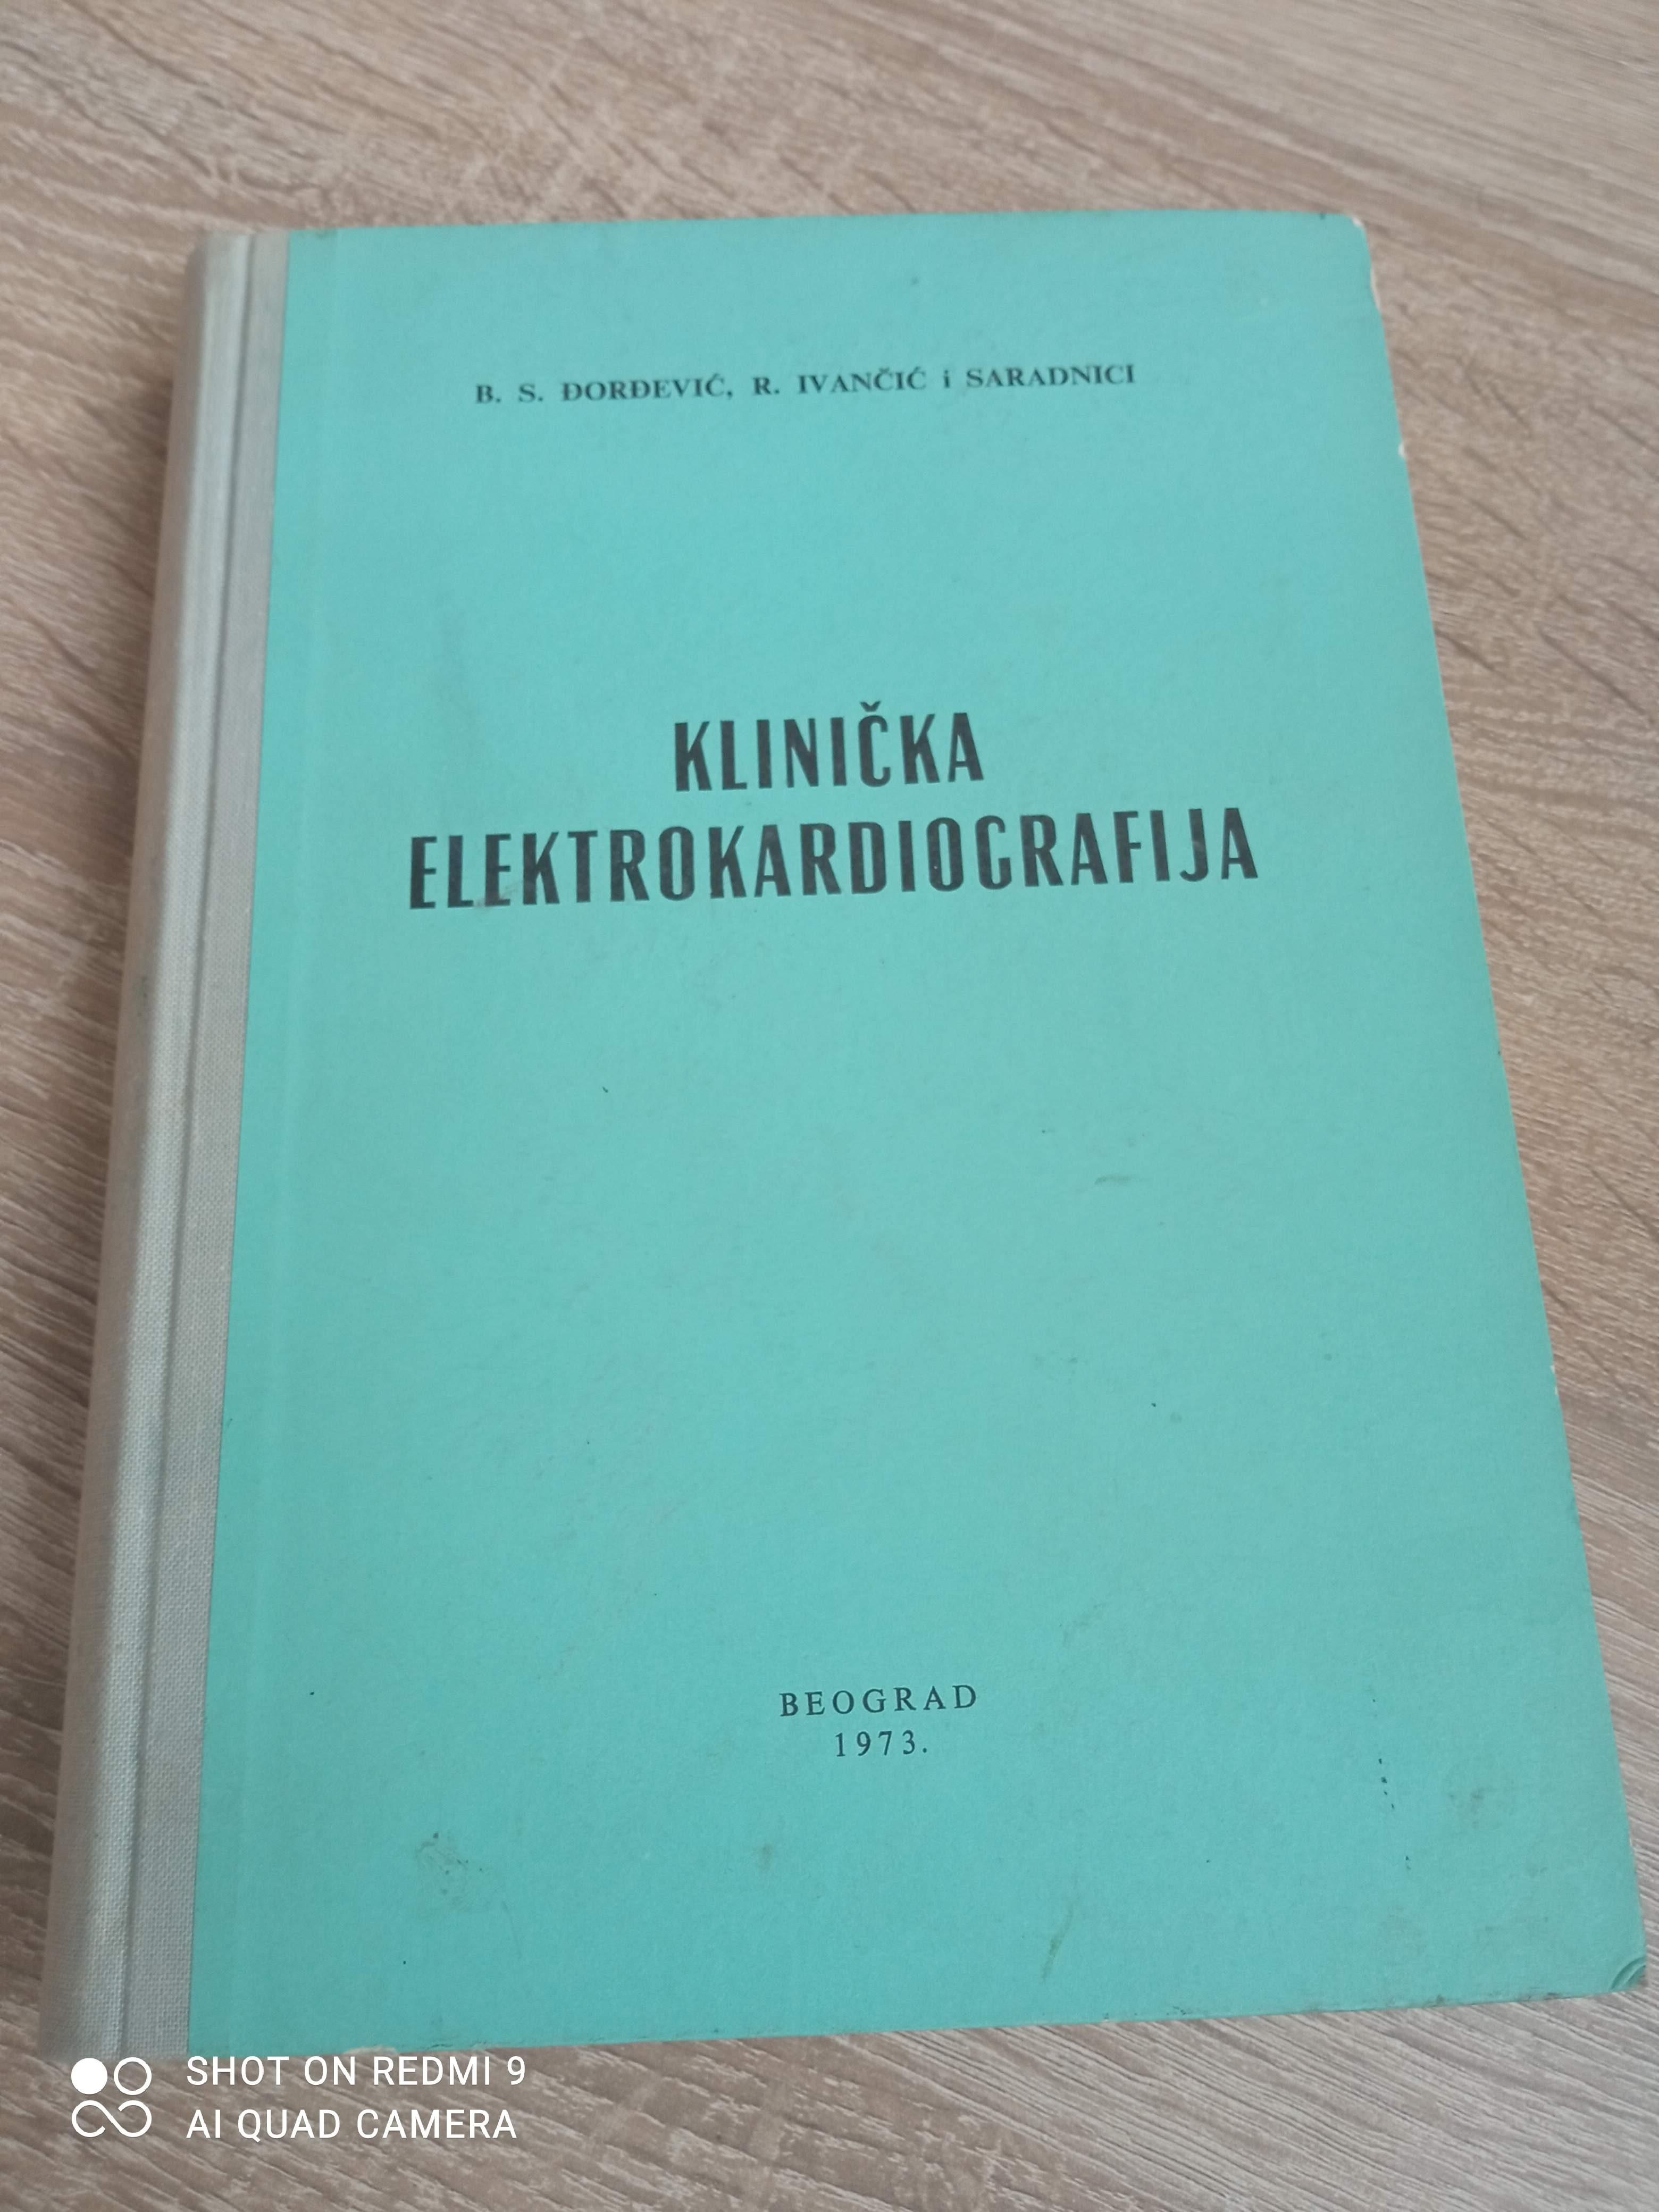 B. S. ĐORĐEVIĆ, R. IVANČIĆ i SARADNICI
KLINIČKA
ELEKTROKARDIOGRAFIJA
BEOGRAD
1973.
SHOT ON REDMI 9
AI QUAD CAMERA